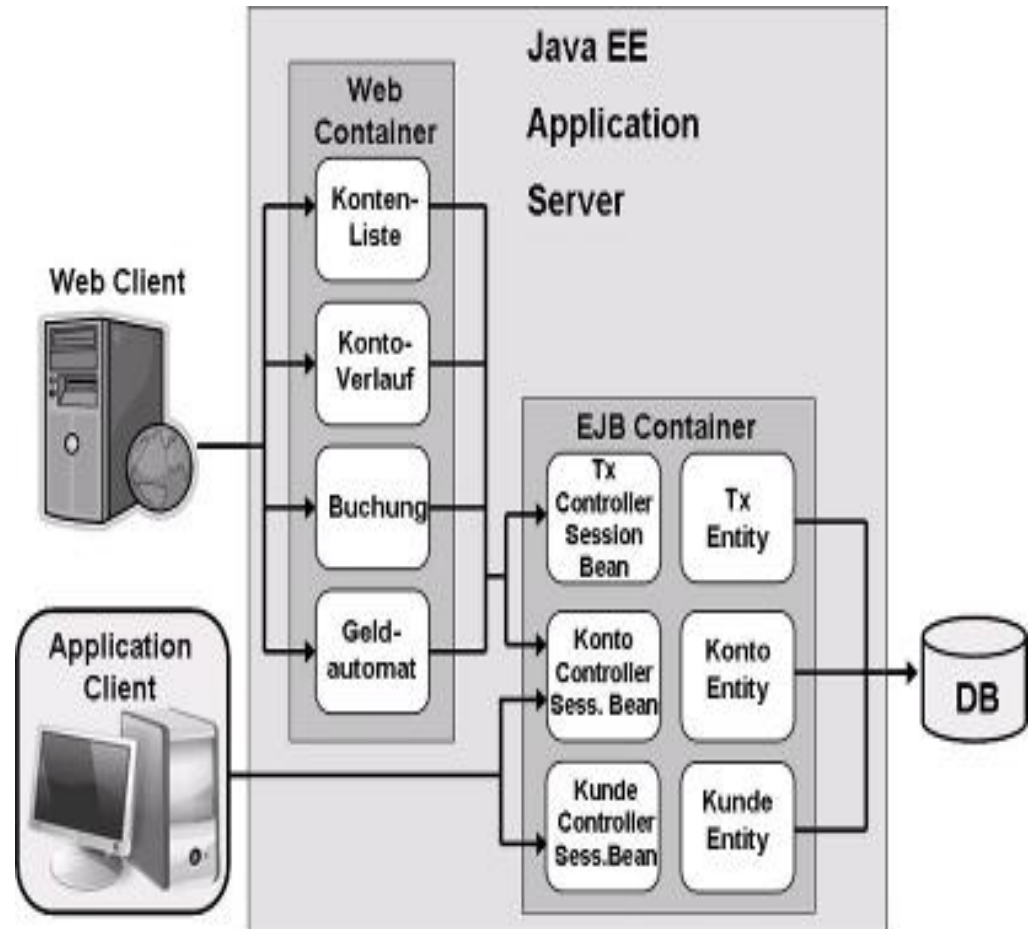 Java EE
Application
Server
Web
Container
Konten-
Liste
Konto-
Verlauf
Buchung
Geld-
automat
Web Client
Application
Client
EJB Container
Tx
Controller
Session
Bean
Tx
Entity
Konto
Controller
Sess. Bean
Konto
Entity
Kunde
Controller
Sess.Bean
Kunde
Entity
DB